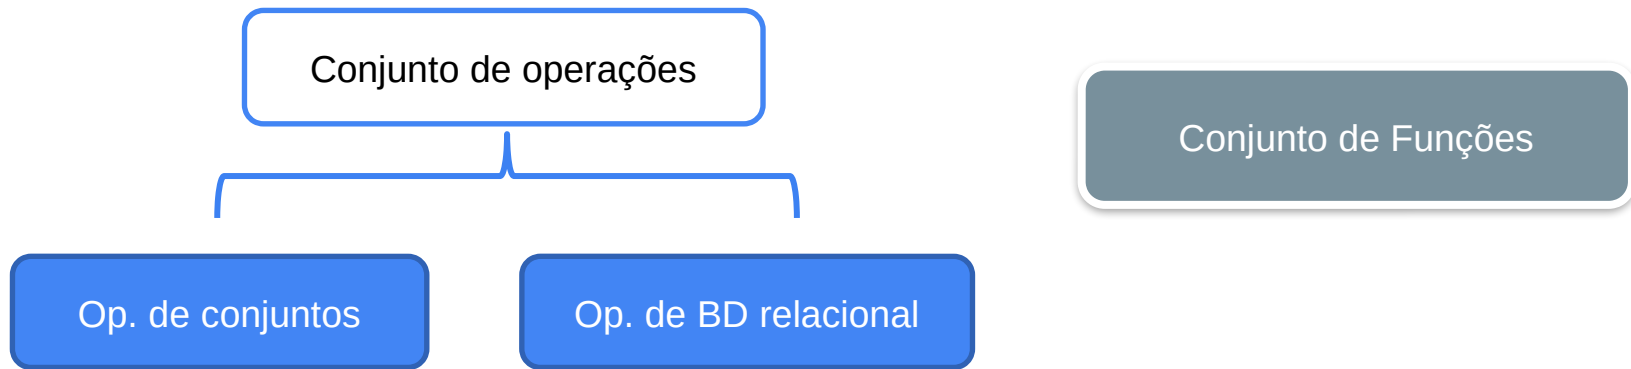 Conjunto de operações
Conjunto de Funções
Op. de conjuntos
Op. de BD relacional